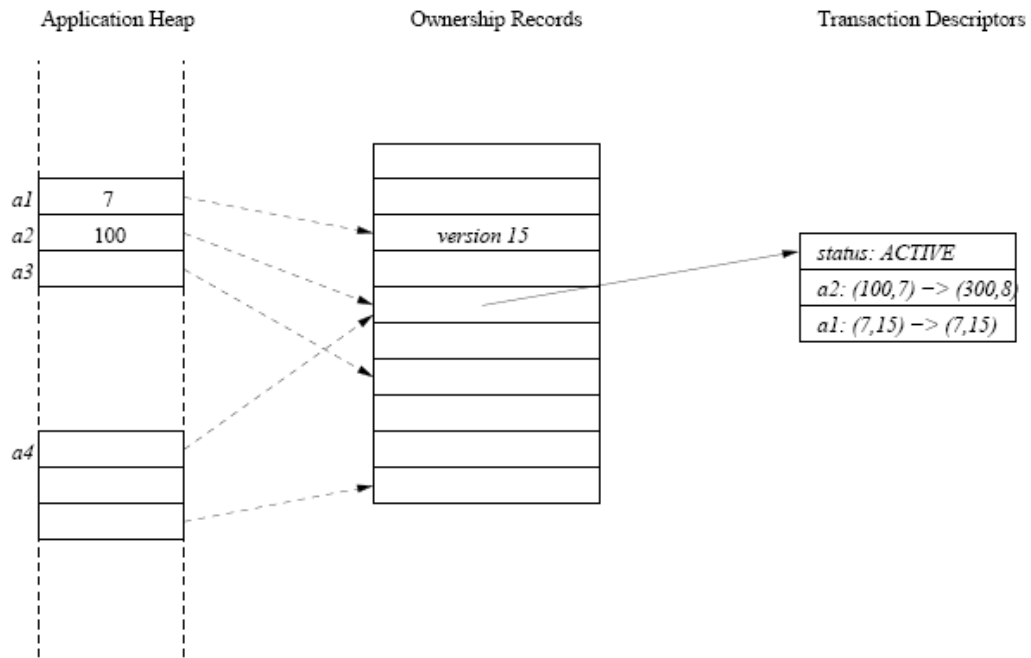 Application Heap
Ownership Records
Transaction Descriptors
a1
7
a2
100
version 15
a3
status: ACTIVE
a2: (100,7) −> (300,8)
a1: (7,15) −> (7,15)
a4